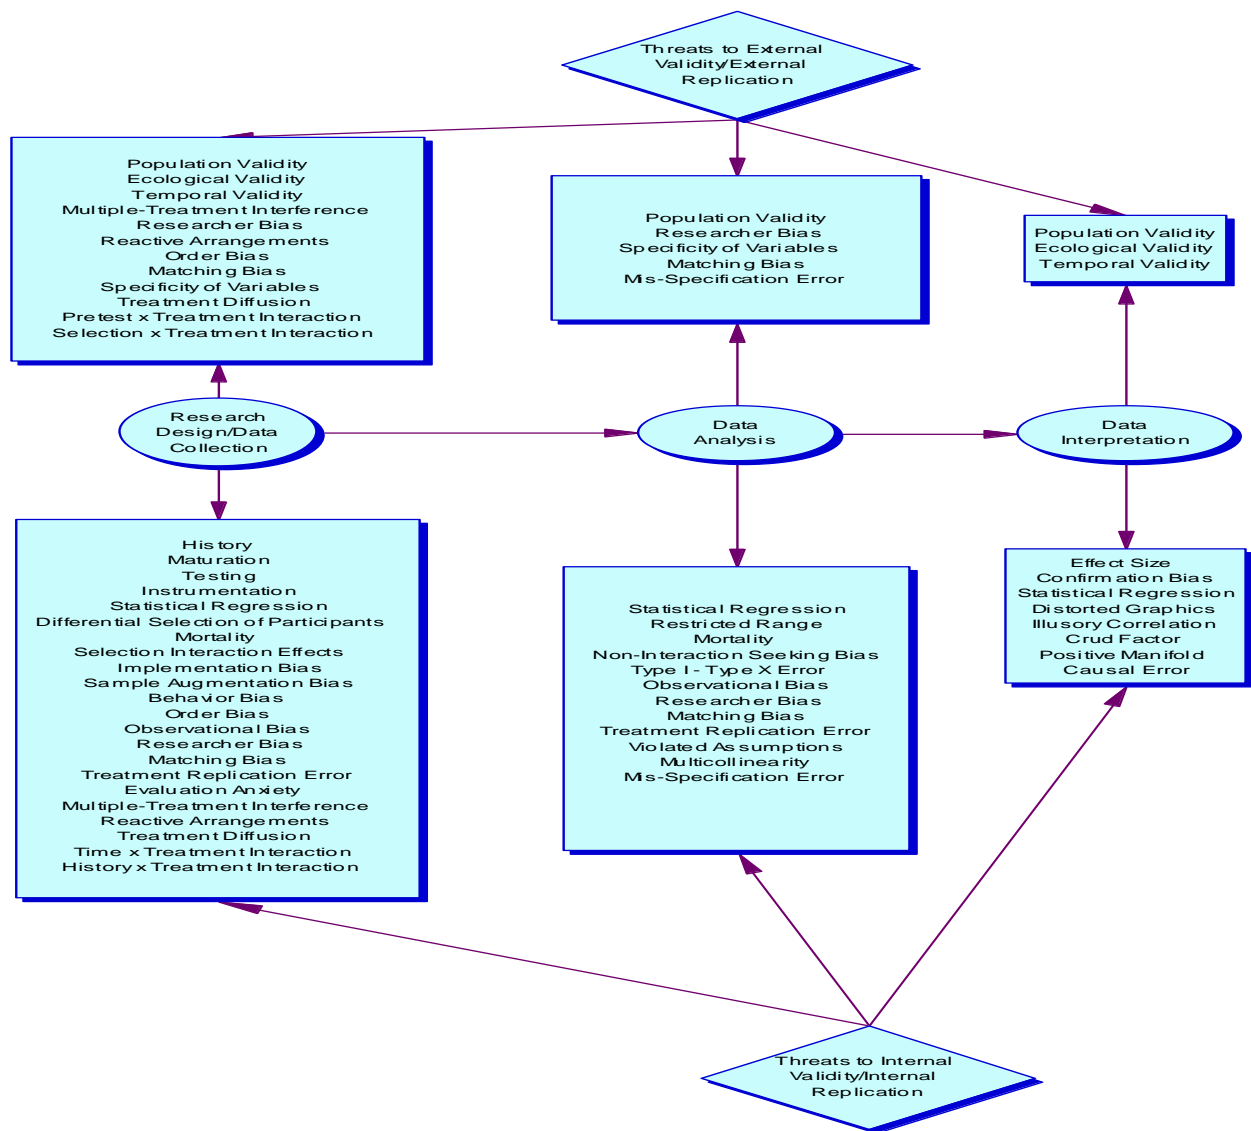 Threats to External
Validity/External
Replication
Population Validity
Ecological Validity
Temporal Validity
Multiple-Treatment Interference
Researcher Bias
Reactive Arrangements
Order Bias
Matching Bias
Specificity of Variables
Treatment Diffusion
Pretest x Treatment Interaction
Selection x Treatment Interaction
Population Validity
Researcher Bias
Specificity of Variables
Matching Bias
Mis-Specification Error
Population Validity
Ecological Validity
Temporal Validity
Research
Design/Data
Collection
Data
Analysis
Data
Interpretation
History
Maturation
Testing
Instrumentation
Statistical Regression
Differential Selection of Participants
Mortality
Selection Interaction Effects
Implementation Bias
Sample Augmentation Bias
Behavior Bias
Order Bias
Observational Bias
Researcher Bias
Matching Bias
Treatment Replication Error
Evaluation Anxiety
Multiple-Treatment Interference
Reactive Arrangements
Treatment Diffusion
Time x Treatment Interaction
History x Treatment Interaction
Statistical Regression
Restricted Range
Mortality
Non-Interaction Seeking Bias
Type I - Type X Error
Observational Bias
Researcher Bias
Matching Bias
Treatment Replication Error
Violated Assumptions
Multicollinearity
Mis-Specification Error
Effect Size
Confirmation Bias
Statistical Regression
Distorted Graphics
Illusory Correlation
Crud Factor
Positive Manifold
Causal Error
Threats to Internal
Validity/Internal
Replication